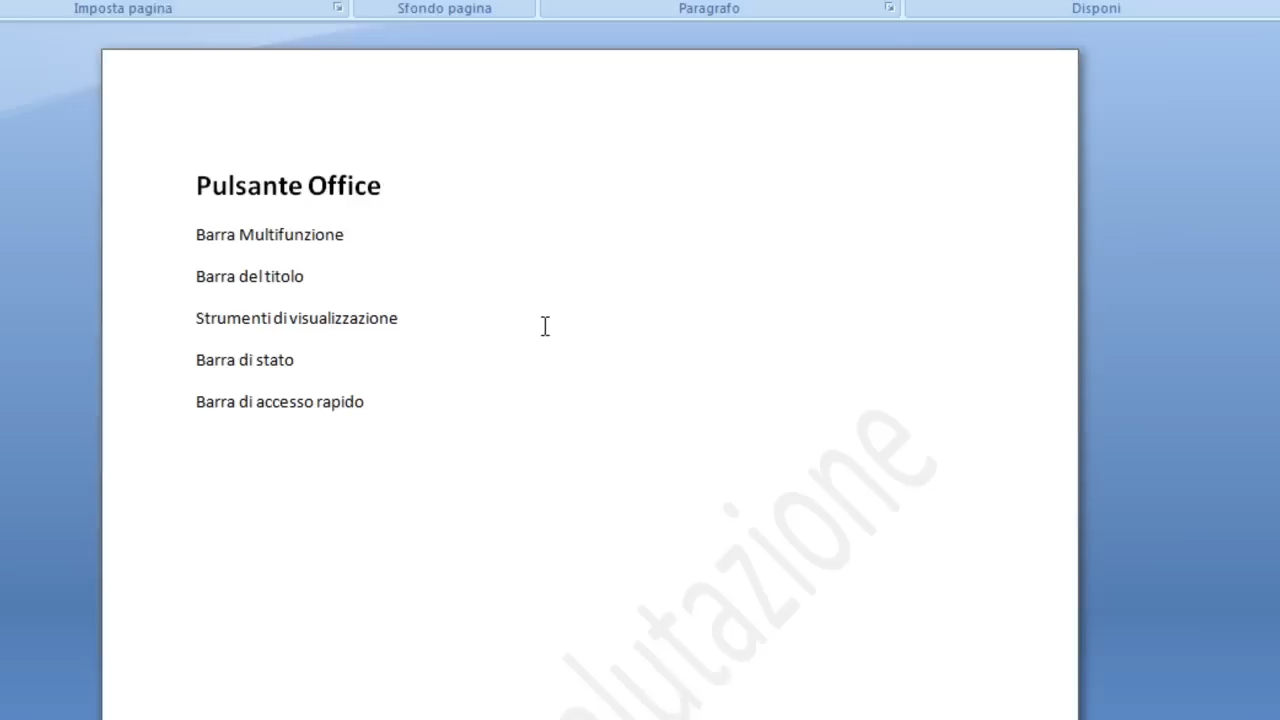 Imposta pagina Sfondo pagina Paragrafo Disponi
Pulsante Office
Barra Multifunzione
Barra del titolo
Strumenti di visualizzazione
Barra di stato
Barra di accesso rapido